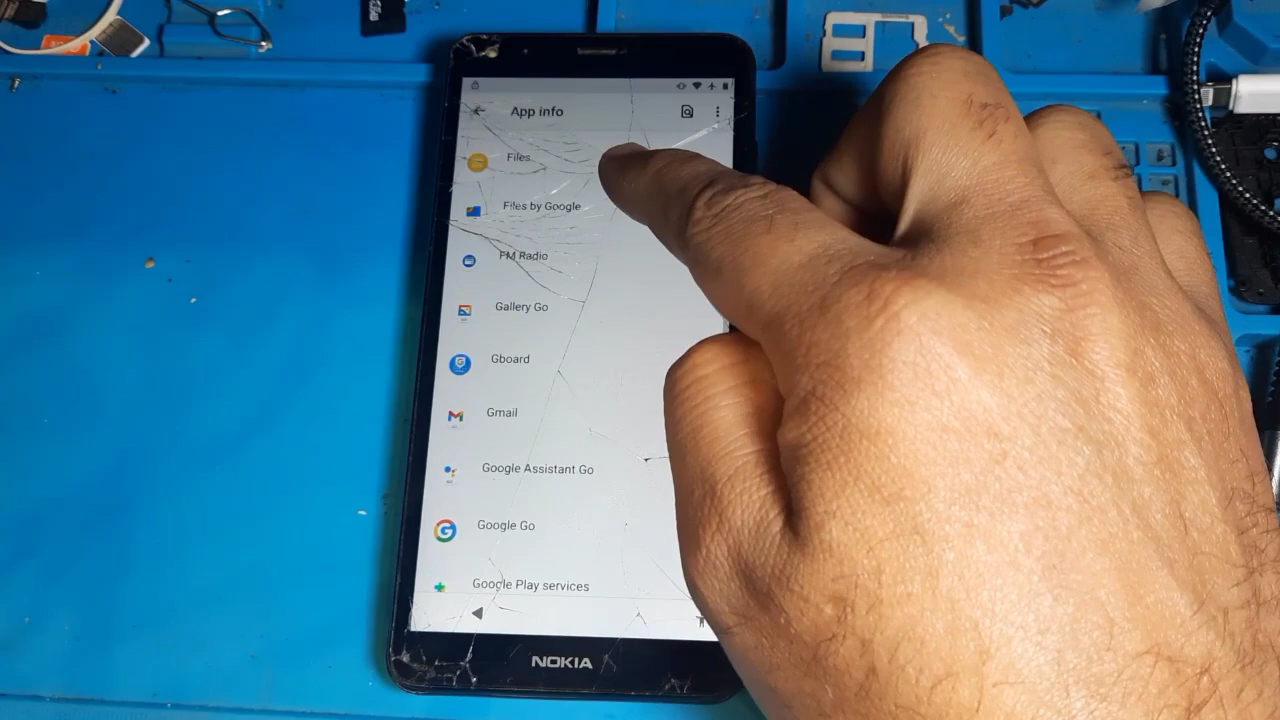 App info
Files
Files by Google
FM Radio
Gallery Go
Gboard
Gmail
Google Assistant Go
Google Go
Google Play services
NOKIA